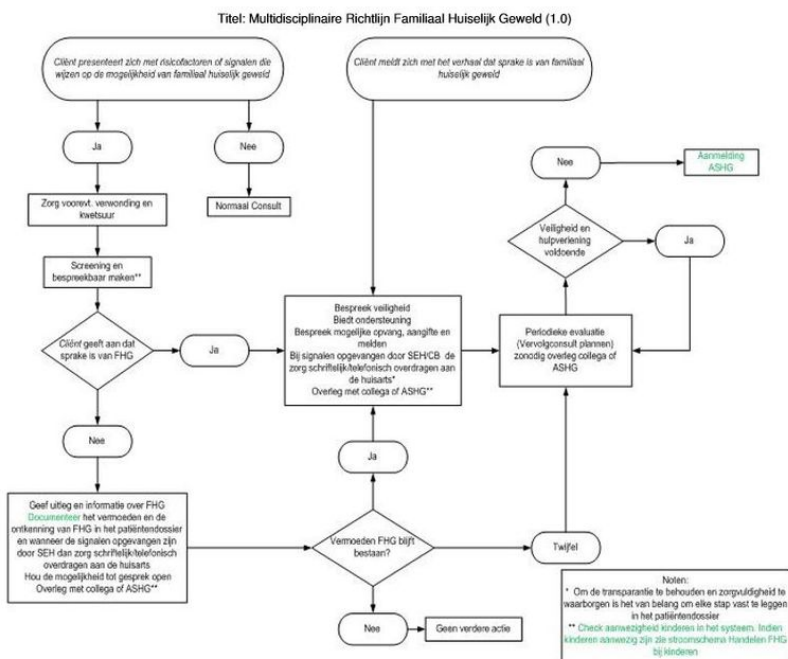 Titel: Multidisciplinaire Richtlijn Familiaal Huiselijk Geweld (1.0)
Cliënt presenteert zich met risicofactoren of signalen die
wijzen op de mogelijkheid van familiaal huiselijk geweld
Cliënt meldt zich met het verhaal dat sprake is van familiaal
huiselijk geweld
Ja
Nee
Zorg voorevt. verwonding en
kwetsuur
Normaal Consult
Screening en
bespreekbaar maken**
Cliënt geeft aan dat
sprake is van FHG
Ja
Nee
Geef uitleg en informatie over FHG
Documenteer het vermoeden en de
ontkenning van FHG in het patiëntendossier
en wanneer de signalen opgevangen zijn
door SEH dan zorg schriftelijk/telefonisch
overdragen aan de huisarts
Hou de mogelijkheid tot gesprek open
Overleg met collega of ASHG**
Bespreek veiligheid
Biedt ondersteuning
Bespreek mogelijke opvang, aangifte en
melden
Bij signalen opgevangen door SEH/CB de
zorg schriftelijk/telefonisch overdragen aan
de huisarts*
Overleg met collega of ASHG**
Ja
Vermoeden FHG blijft
bestaan?
Nee
Geen verdere actie
Twijfel
Periodieke evaluatie
(Vervolgconsult plannen)
zonodig overleg collega of
ASHG
Veiligheid en
hulpverlening
voldoende
Ja
Nee
Aanmelding
ASHG
Noten:
* Om de transparantie te behouden en zorgvuldigheid te
waarborgen is het van belang om elke stap vast te leggen
in het patiëntendossier
** Check aanwezigheid kinderen in het systeem. Indien
kinderen aanwezig zijn zie stroomschema Handelen FHG
bij kinderen